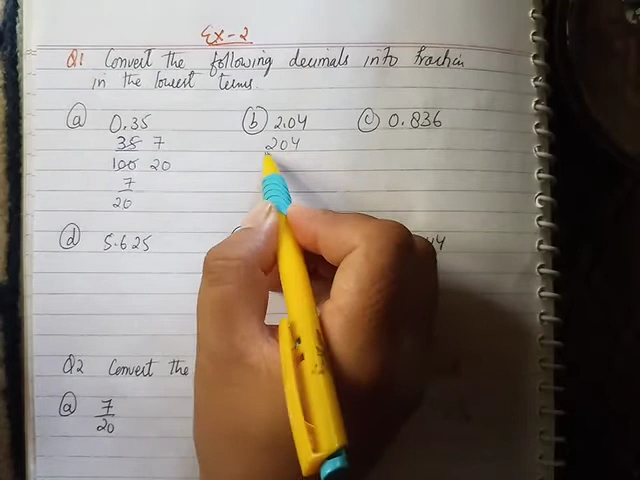 Ex-2
Q1 Convert the following decimals into fraction
in the lowest terms.
(a) 0.35 (b) 2.04 (c) 0.836
35 7 204
100 20
7
20
(d) 5.625
Q2 Convert the
(a) 7
20